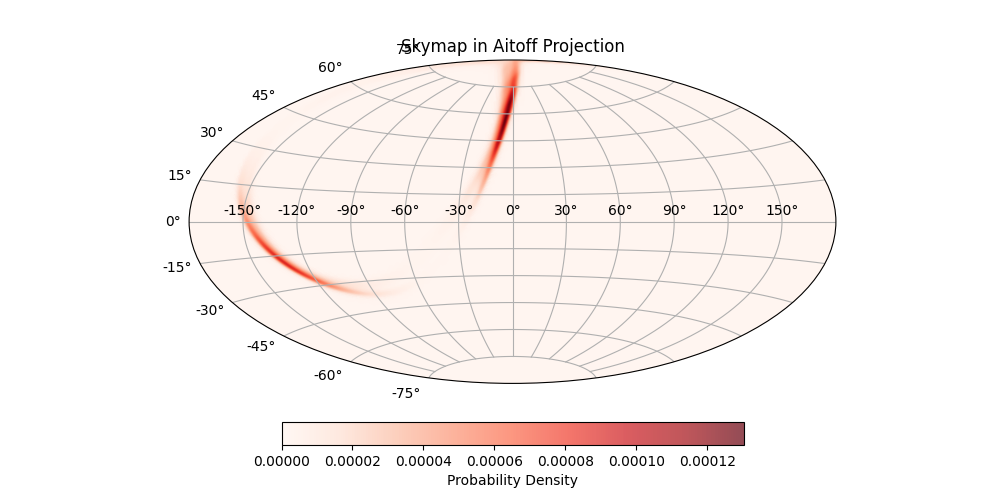 Skymap in Aitoff Projection
75°
60°
45°
30°
15°
-150° -120° -90° -60° -30° 0° 30° 60° 90° 120° 150°
0°
-15°
-30°
-45°
-60°
-75°
0.00000 0.00002 0.00004 0.00006 0.00008 0.00010 0.00012
Probability Density